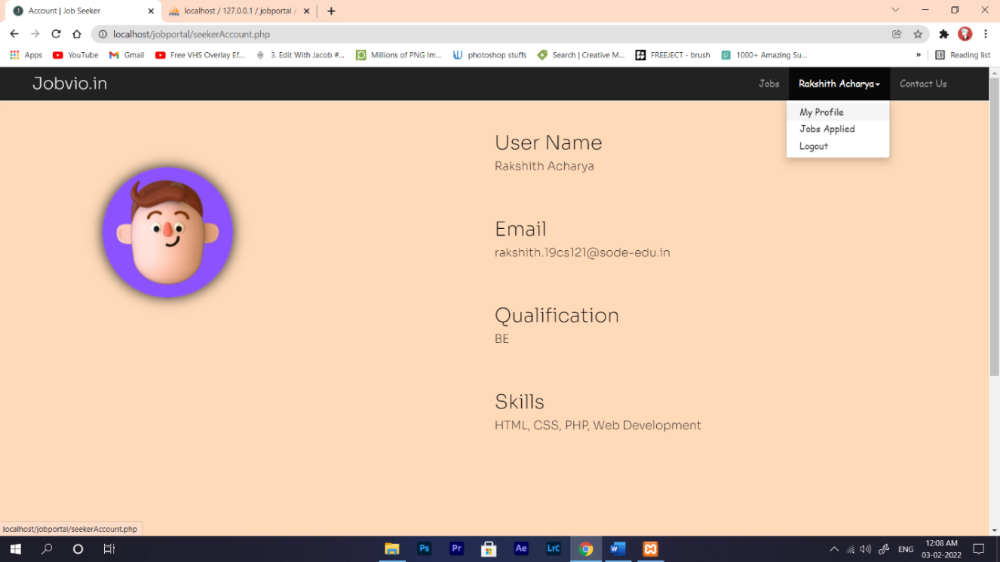 Account | Job Seeker
localhost / 127.0.0.1 / jobportal /
localhost/jobportal/seekerAccount.php
Apps YouTube Gmail Free VHS Overlay Ef... 3. Edit With Jacob #... Millions of PNG Im... photoshop stuffs Search | Creative M... FREEJECT - brush 1000+ Amazing Su... » Reading list
Jobvio.in Jobs Rakshith Acharya Contact Us
My Profile
Jobs Applied
Logout
User Name
Rakshith Acharya
Email
rakshith.19cs121@sode-edu.in
Qualification
BE
Skills
HTML, CSS, PHP, Web Development
localhost/jobportal/seekerAccount.php
Ps Pr Ae LrC ENG 12:08 AM
03-02-2022